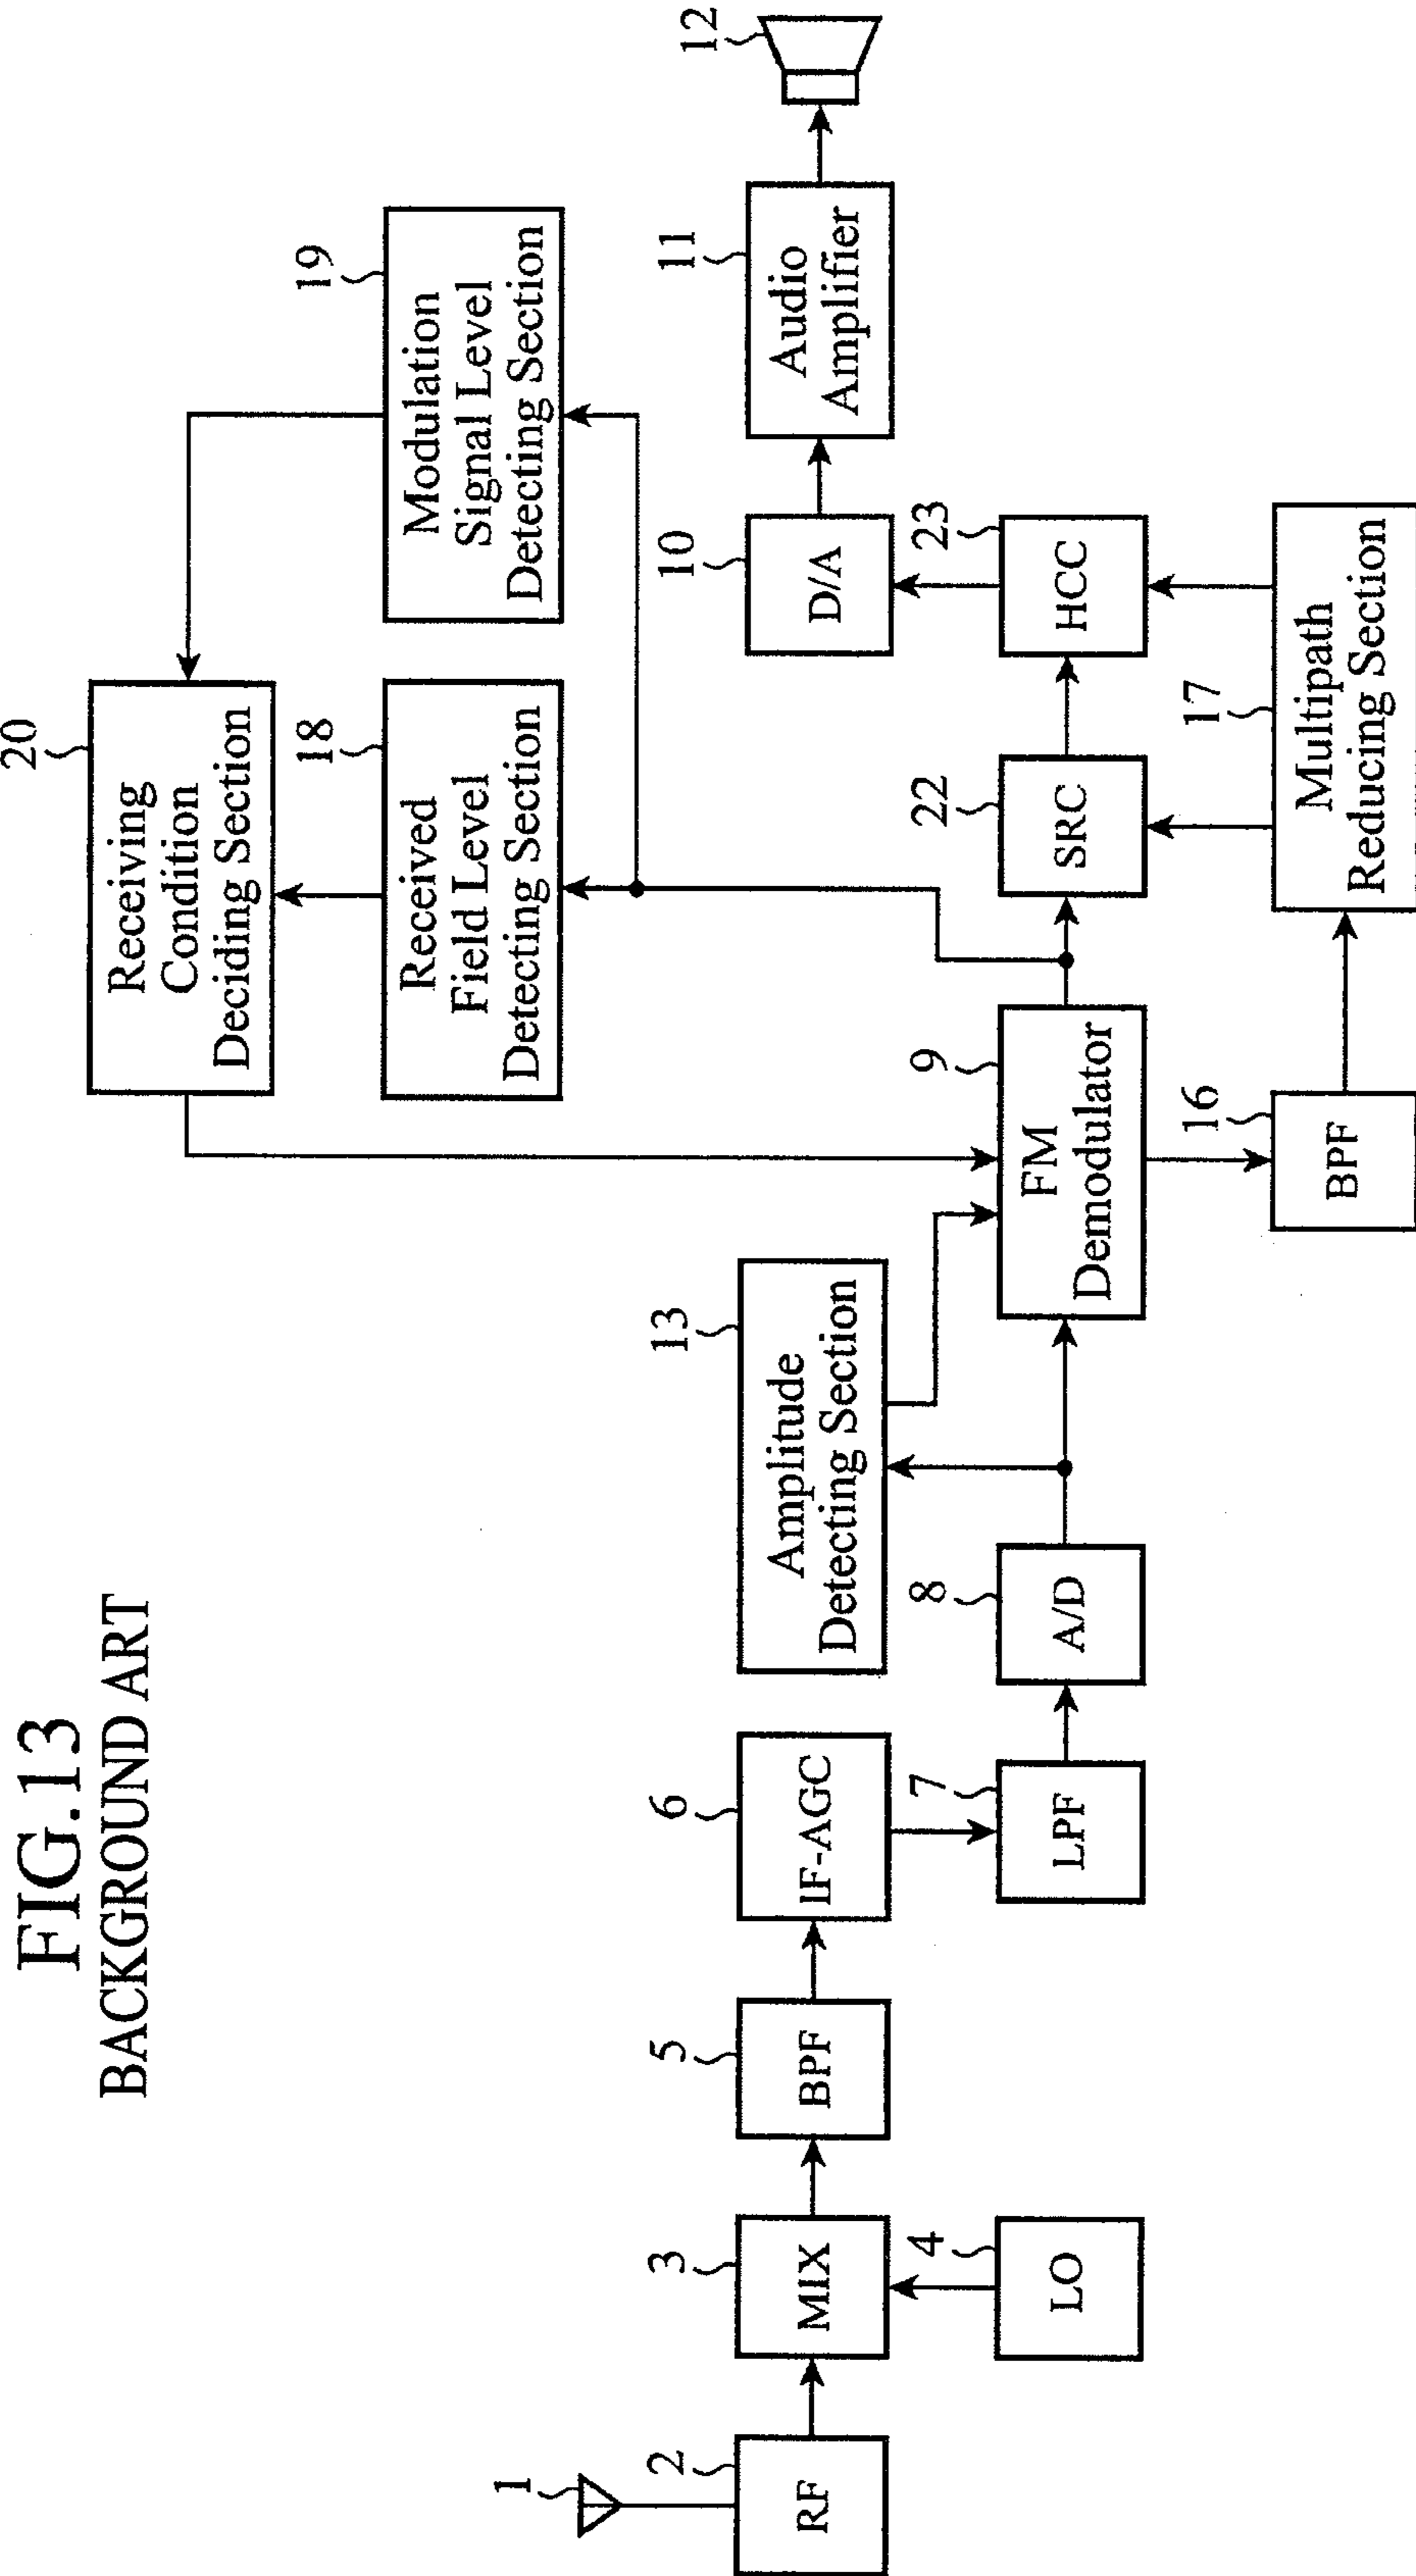 FIG.13
BACKGROUND ART
1
2
RF
3
MIX
4
LO
5
BPF
6
IF-AGC
7
LPF
8
A/D
13
Amplitude
Detecting Section
9
FM
Demodulator
16
BPF
17
Multipath
Reducing Section
20
Receiving
Condition
Deciding Section
18
Received
Field Level
Detecting Section
19
Modulation
Signal Level
Detecting Section
22
SRC
23
HCC
10
D/A
11
Audio
Amplifier
12